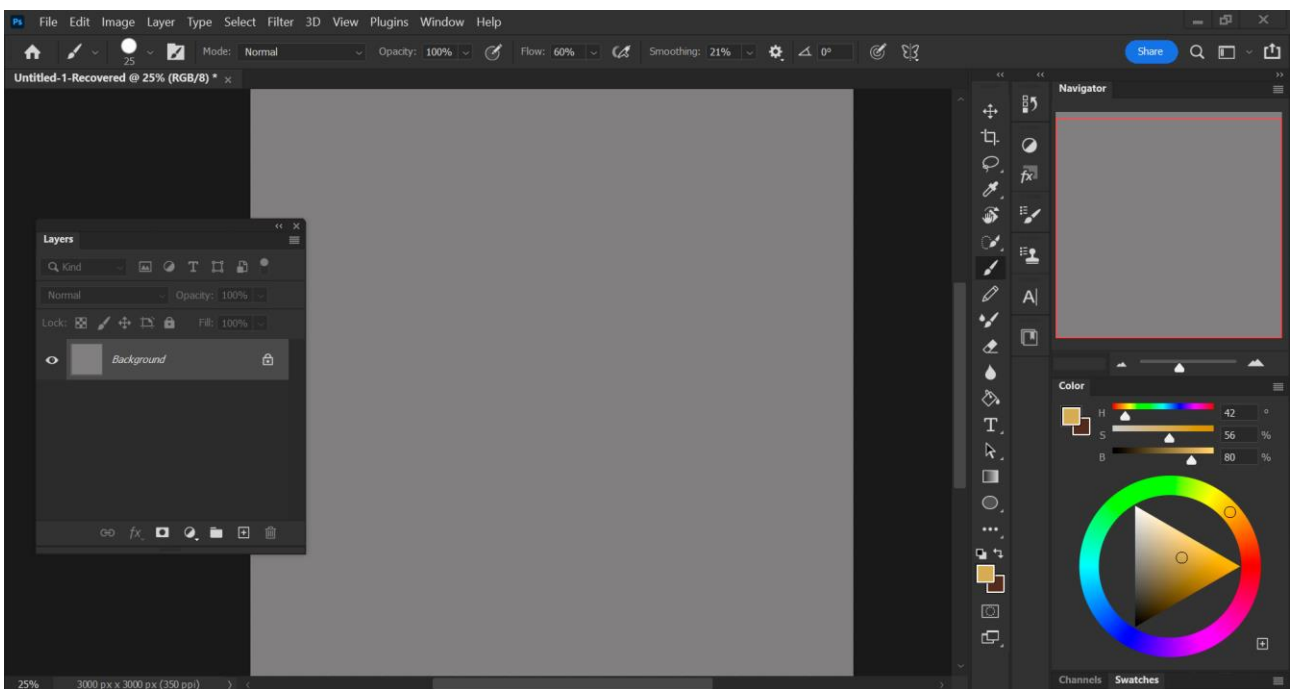 Ps File Edit Image Layer Type Select Filter 3D View Plugins Window Help
25 Mode: Normal Opacity: 100% Flow: 60% Smoothing: 21% 0° Share
Untitled-1-Recovered @ 25% (RGB/8) * ×
Navigator
Layers
Kind
Normal Opacity: 100%
Lock: Fill: 100%
Background
fx
fx
A
T
Color
H 42 °
S 56 %
B 80 %
Channels Swatches
25% 3000 px x 3000 px (350 ppi)